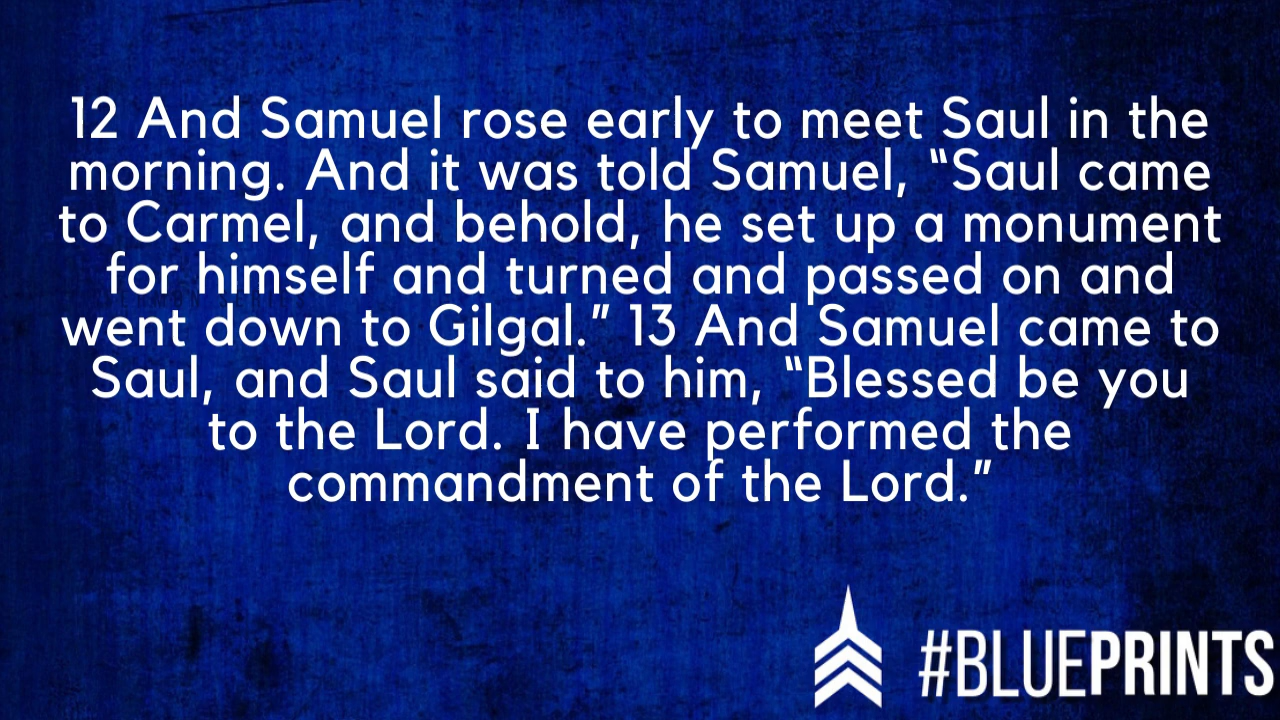 12 And Samuel rose early to meet Saul in the
morning. And it was told Samuel, “Saul came
to Carmel, and behold, he set up a monument
for himself and turned and passed on and
went down to Gilgal.” 13 And Samuel came to
Saul, and Saul said to him, “Blessed be you
to the Lord. I have performed the
commandment of the Lord.”
#BLUEPRINTS